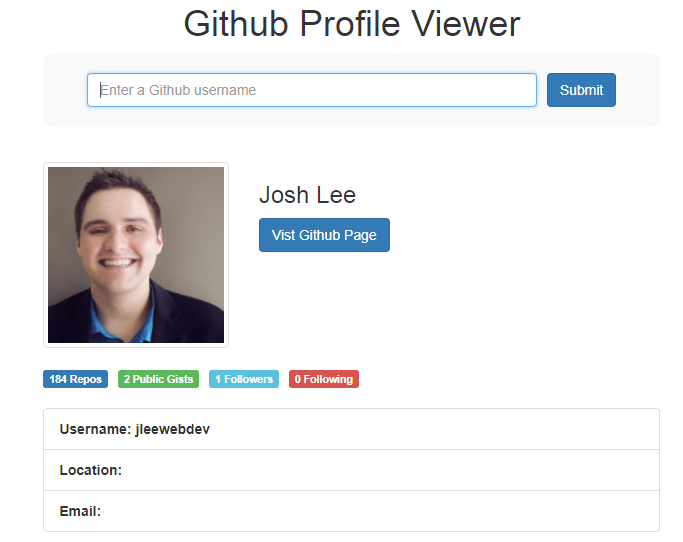 Github Profile Viewer
Enter a Github username
Submit
Josh Lee
Vist Github Page
184 Repos 2 Public Gists 1 Followers 0 Following
Username: jleewebdev
Location:
Email: